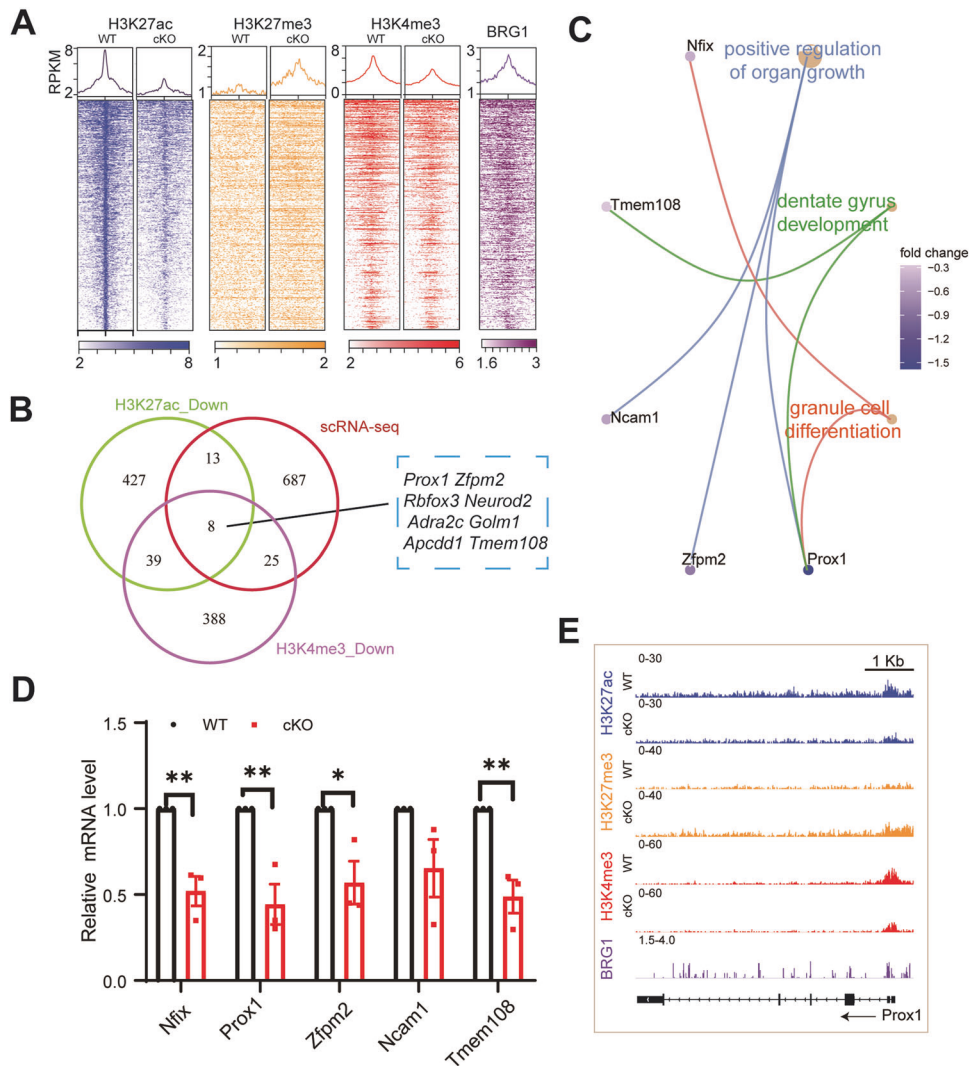 A
H3K27ac
H3K27me3
H3K4me3
BRG1
WT
cKO
WT
cKO
WT
cKO
RPKM
8
2
2
1
8
0
3
1
2
8
1
2
2
6
1.6
3
B
H3K27ac_Down
scRNA-seq
13
427
687
8
39
25
388
H3K4me3_Down
Prox1 Zfpm2
Rbfox3 Neurod2
Adra2c Golm1
Apcdd1 Tmem108
C
Nfix
positive regulation
of organ growth
Tmem108
dentate gyrus
development
fold change
−0.3
−0.6
−0.9
−1.2
−1.5
Ncam1
granule cell
differentiation
Zfpm2
Prox1
D
WT
cKO
Relative mRNA level
1.5
1.0
0.5
0.0
**
**
*
**
Nfix
Prox1
Zfpm2
Ncam1
Tmem108
E
1 Kb
H3K27ac
WT
0-30
cKO
0-30
H3K27me3
WT
0-40
cKO
0-40
H3K4me3
WT
0-60
cKO
0-60
BRG1
1.5-4.0
Prox1